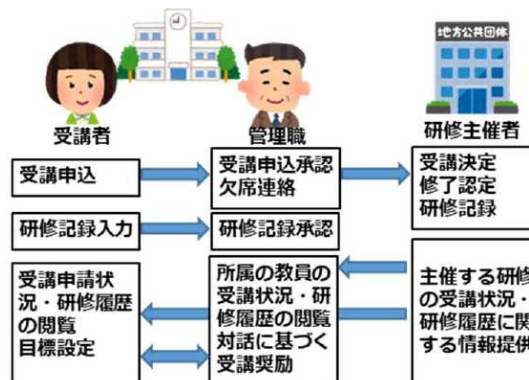 地方公共団体
受講者
管理職
研修主催者
受講申込
受講申込承認
欠席連絡
受講決定
修了認定
研修記録
研修記録入力
研修記録承認
受講申請状
況・研修履歴
の閲覧
目標設定
所属の教員の
受講状況・研
修履歴の閲覧
対話に基づく
受講奨励
主催する研修
の受講状況・
研修履歴に関
する情報提供